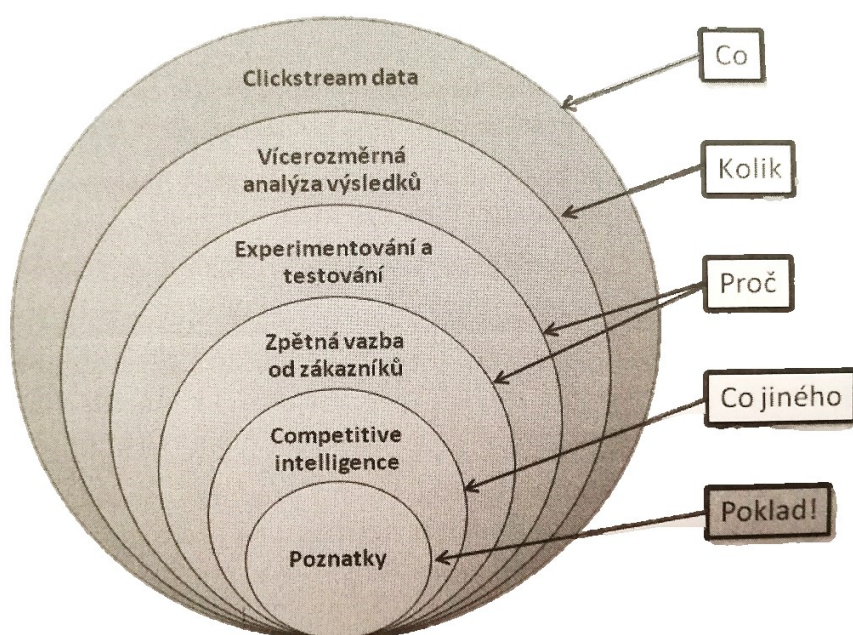 Clickstream data
Co
Vícerozměrná
analýza výsledků
Kolik
Experimentování a
testování
Proč
Zpětná vazba
od zákazníků
Co jiného
Competitive
intelligence
Poklad!
Poznatky